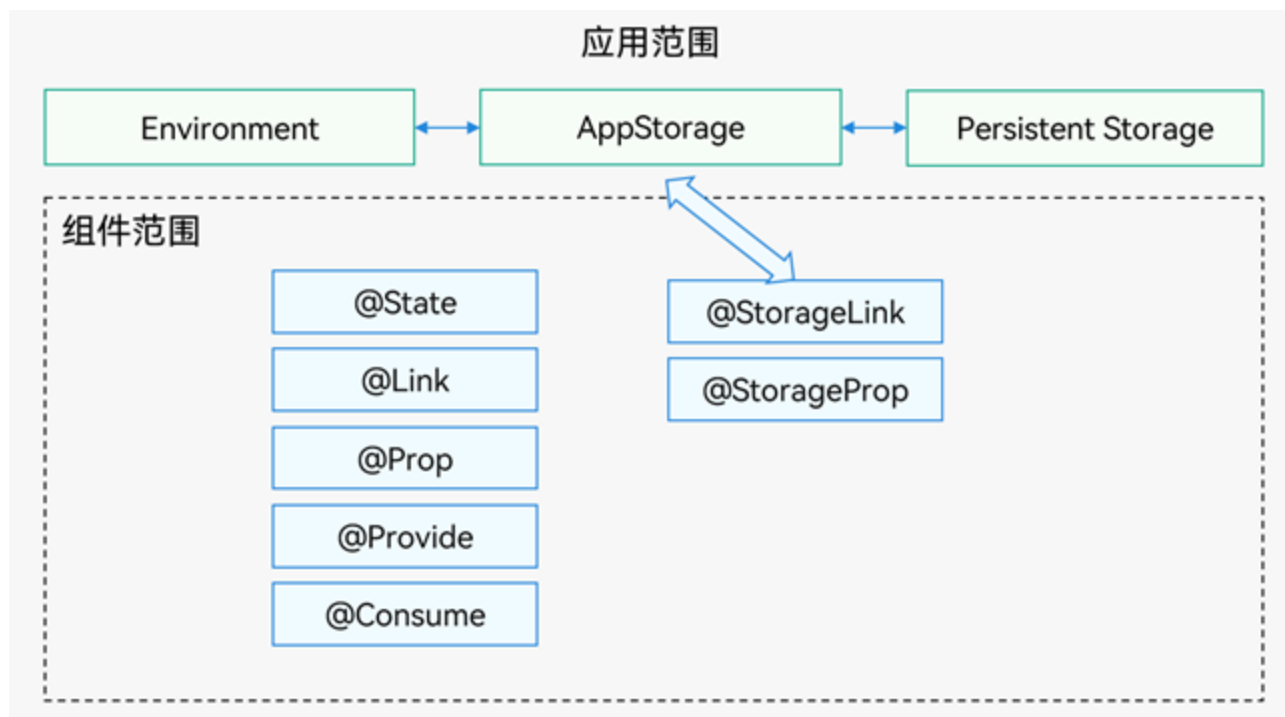 应用范围
Environment
AppStorage
Persistent Storage
组件范围
@State
@Link
@Prop
@Provide
@Consume
@StorageLink
@StorageProp